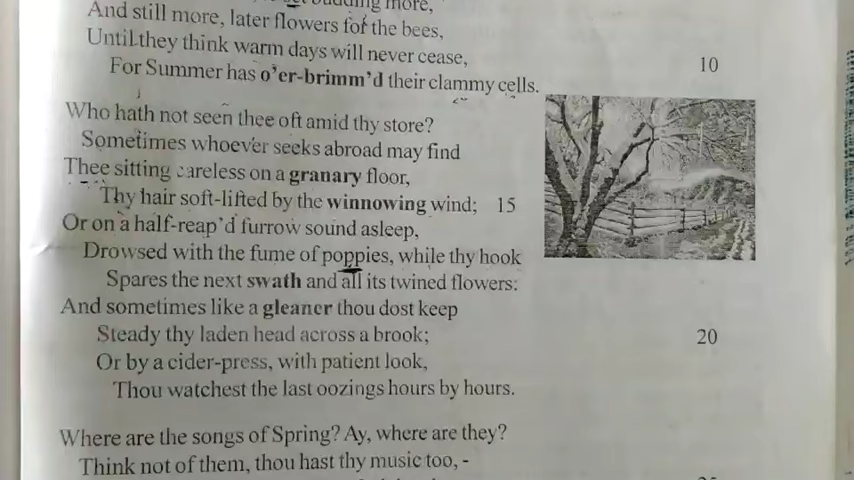 budding more,
And still more, later flowers for the bees,
Until they think warm days will never cease,
10
For Summer has o'er-brimm'd their clammy cells.
Who hath not seen thee oft amid thy store?
Sometimes whoever seeks abroad may find
Thee sitting careless on a granary floor,
Thy hair soft-lifted by the winnowing wind; 15
Or on a half-reap'd furrow sound asleep,
Drowsed with the fume of poppies, while thy hook
Spares the next swath and all its twined flowers:
And sometimes like a gleaner thou dost keep
Steady thy laden head across a brook; 20
Or by a cider-press, with patient look,
Thou watchest the last oozings hours by hours.
Where are the songs of Spring? Ay, where are they?
Think not of them, thou hast thy music too, -